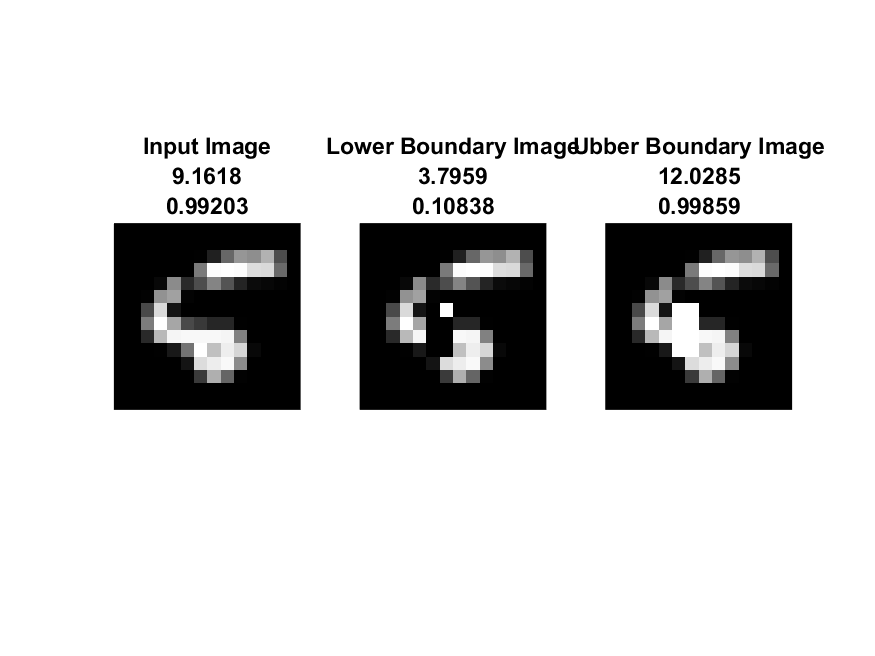 Input Image
9.1618
0.99203
Lower Boundary Image
3.7959
0.10838
Ubber Boundary Image
12.0285
0.99859